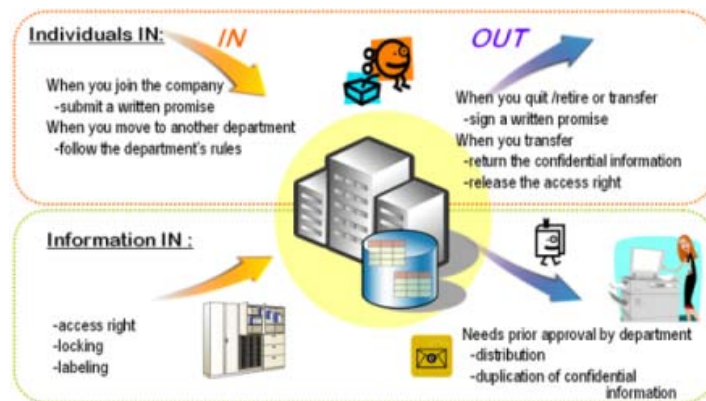 Individuals IN:
IN
When you join the company
-submit a written promise
When you move to another department
-follow the department's rules
OUT
When you quit /retire or transfer
-sign a written promise
When you transfer
-return the confidential information
-release the access right
Information IN :
-access right
-locking
-labeling
Needs prior approval by department
-distribution
-duplication of confidential
information